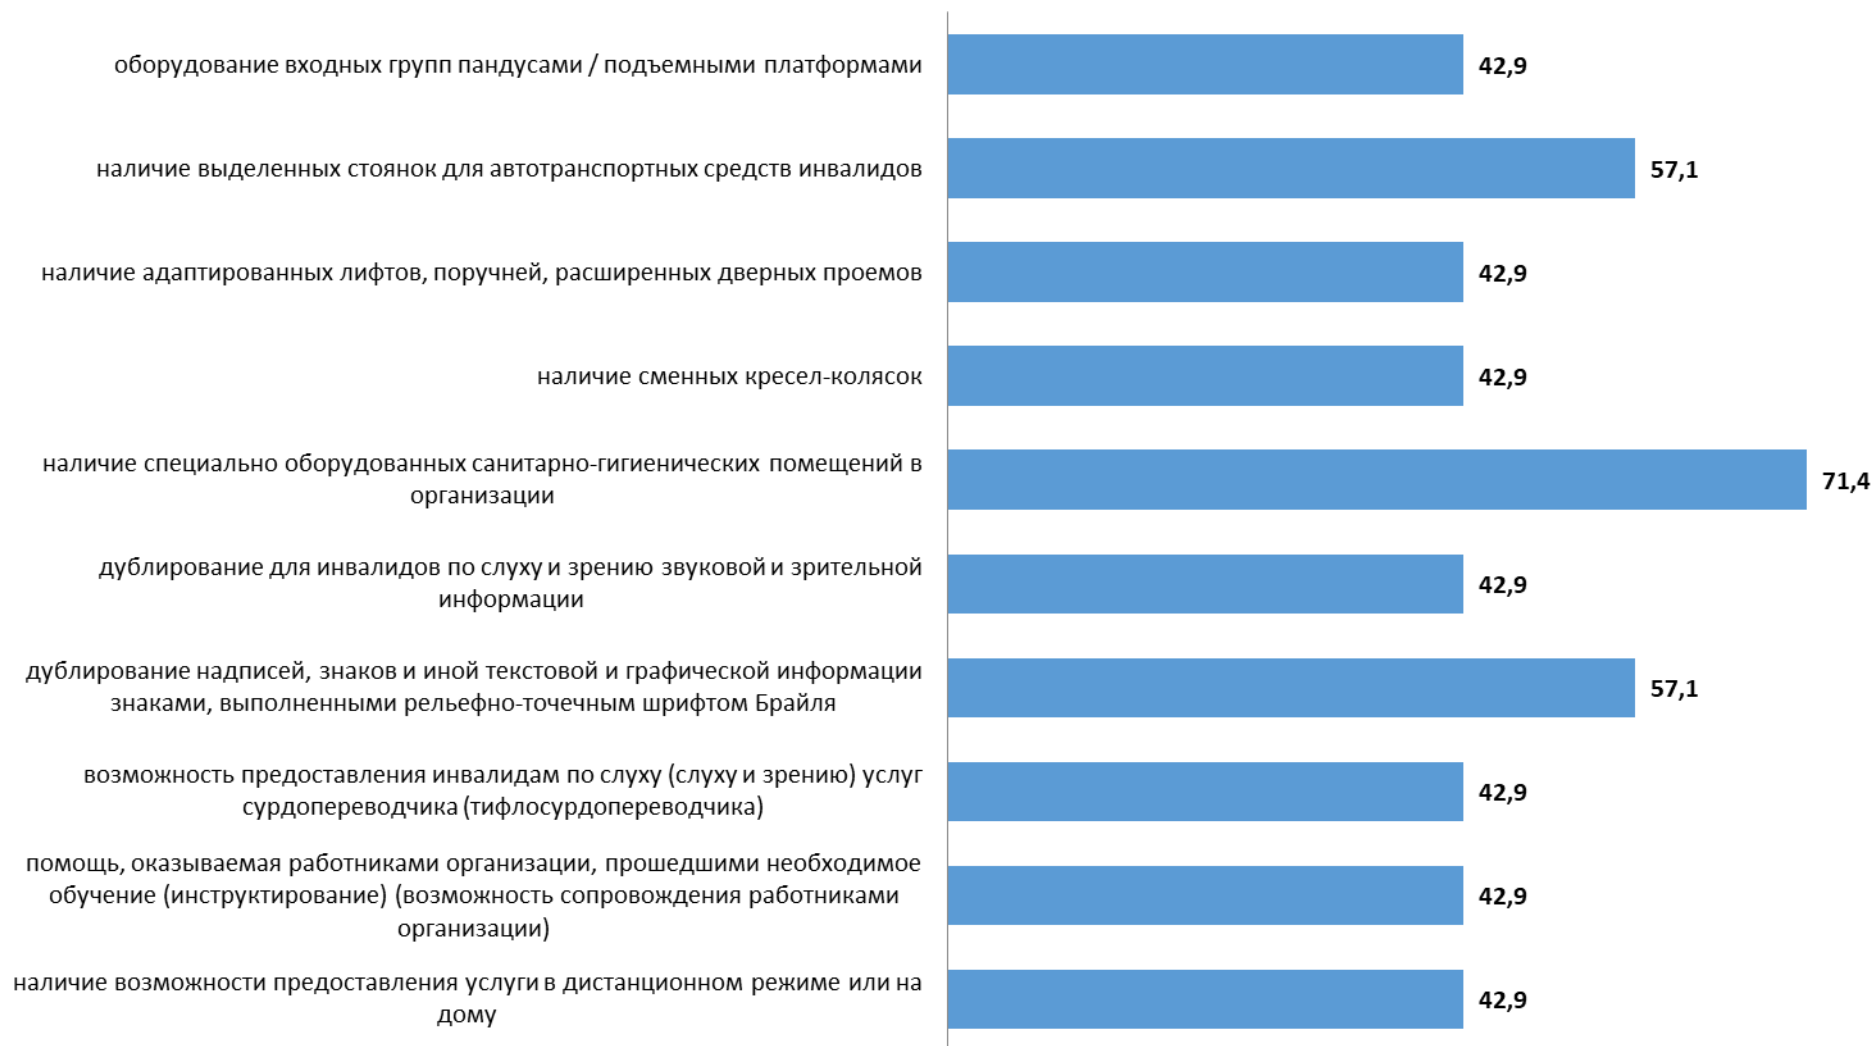 оборудование входных групп пандусами / подъемными платформами
42,9
наличие выделенных стоянок для автотранспортных средств инвалидов
57,1
наличие адаптированных лифтов, поручней, расширенных дверных проемов
42,9
наличие сменных кресел-колясок
42,9
наличие специально оборудованных санитарно-гигиенических помещений в
организации
71,4
дублирование для инвалидов по слуху и зрению звуковой и зрительной
информации
42,9
дублирование надписей, знаков и иной текстовой и графической информации
знаками, выполненными рельефно-точечным шрифтом Брайля
57,1
возможность предоставления инвалидам по слуху (слуху и зрению) услуг
сурдопереводчика (тифлосурдопереводчика)
42,9
помощь, оказываемая работниками организации, прошедшими необходимое
обучение (инструктирование) (возможность сопровождения работниками
организации)
42,9
наличие возможности предоставления услуги в дистанционном режиме или на
дому
42,9